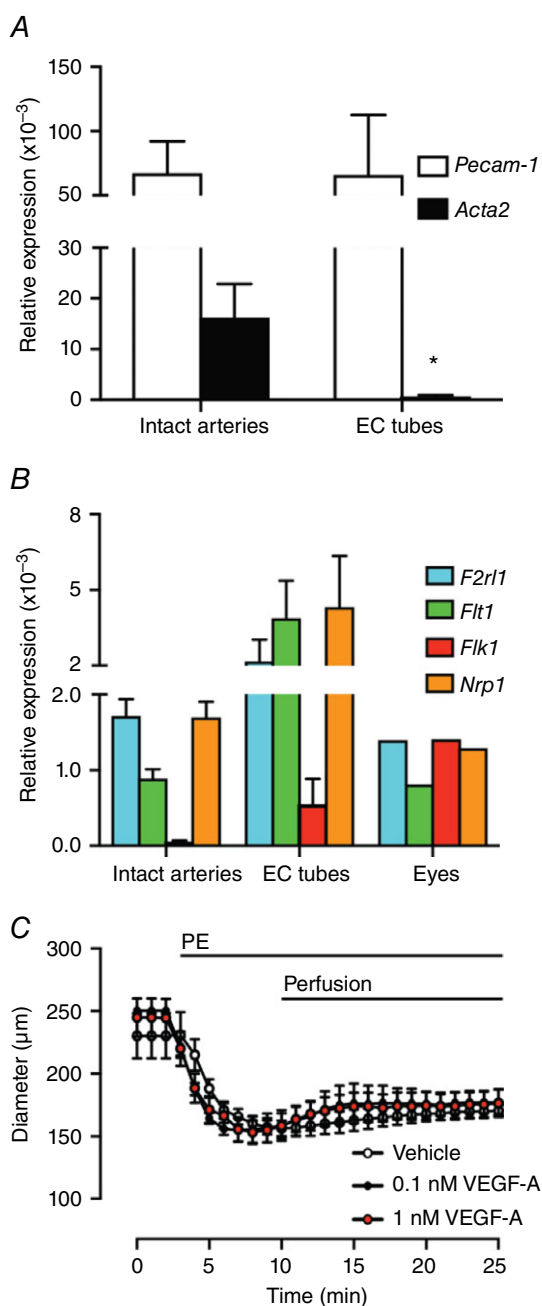 A
Relative expression (x10⁻³)
150
100
50
30
20
10
0
Pecam-1
Acta2
*
Intact arteries
EC tubes
B
Relative expression (x10⁻³)
8
5
2
2.0
1.0
0.0
F2rl1
Flt1
Flk1
Nrp1
Intact arteries
EC tubes
Eyes
C
Diameter (µm)
300
250
200
150
100
PE
Perfusion
Vehicle
0.1 nM VEGF-A
1 nM VEGF-A
0 5 10 15 20 25
Time (min)